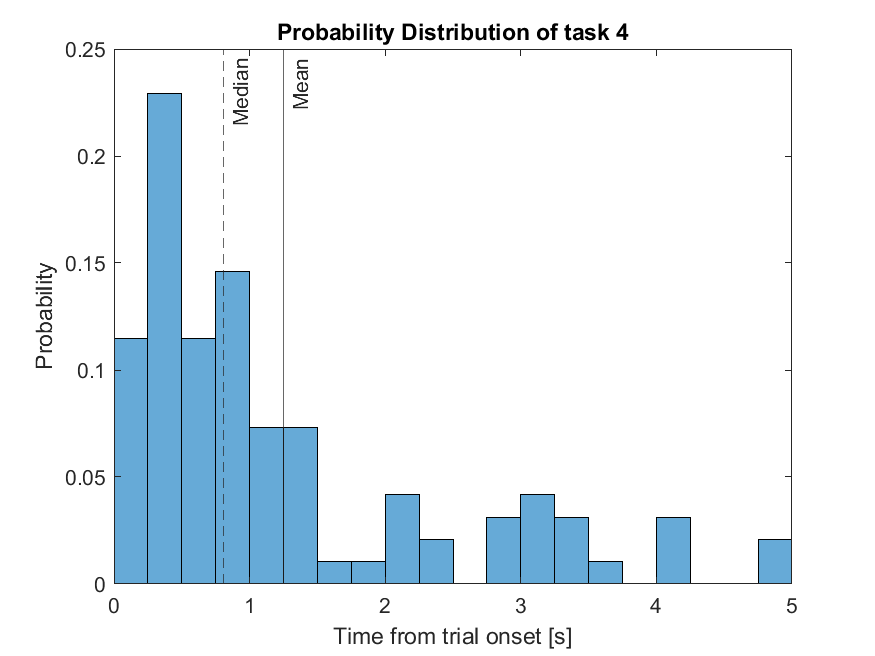 Probability Distribution of task 4
0.25
0.2
0.15
0.1
0.05
0
Probability
Median
Mean
0
1
2
3
4
5
Time from trial onset [s]